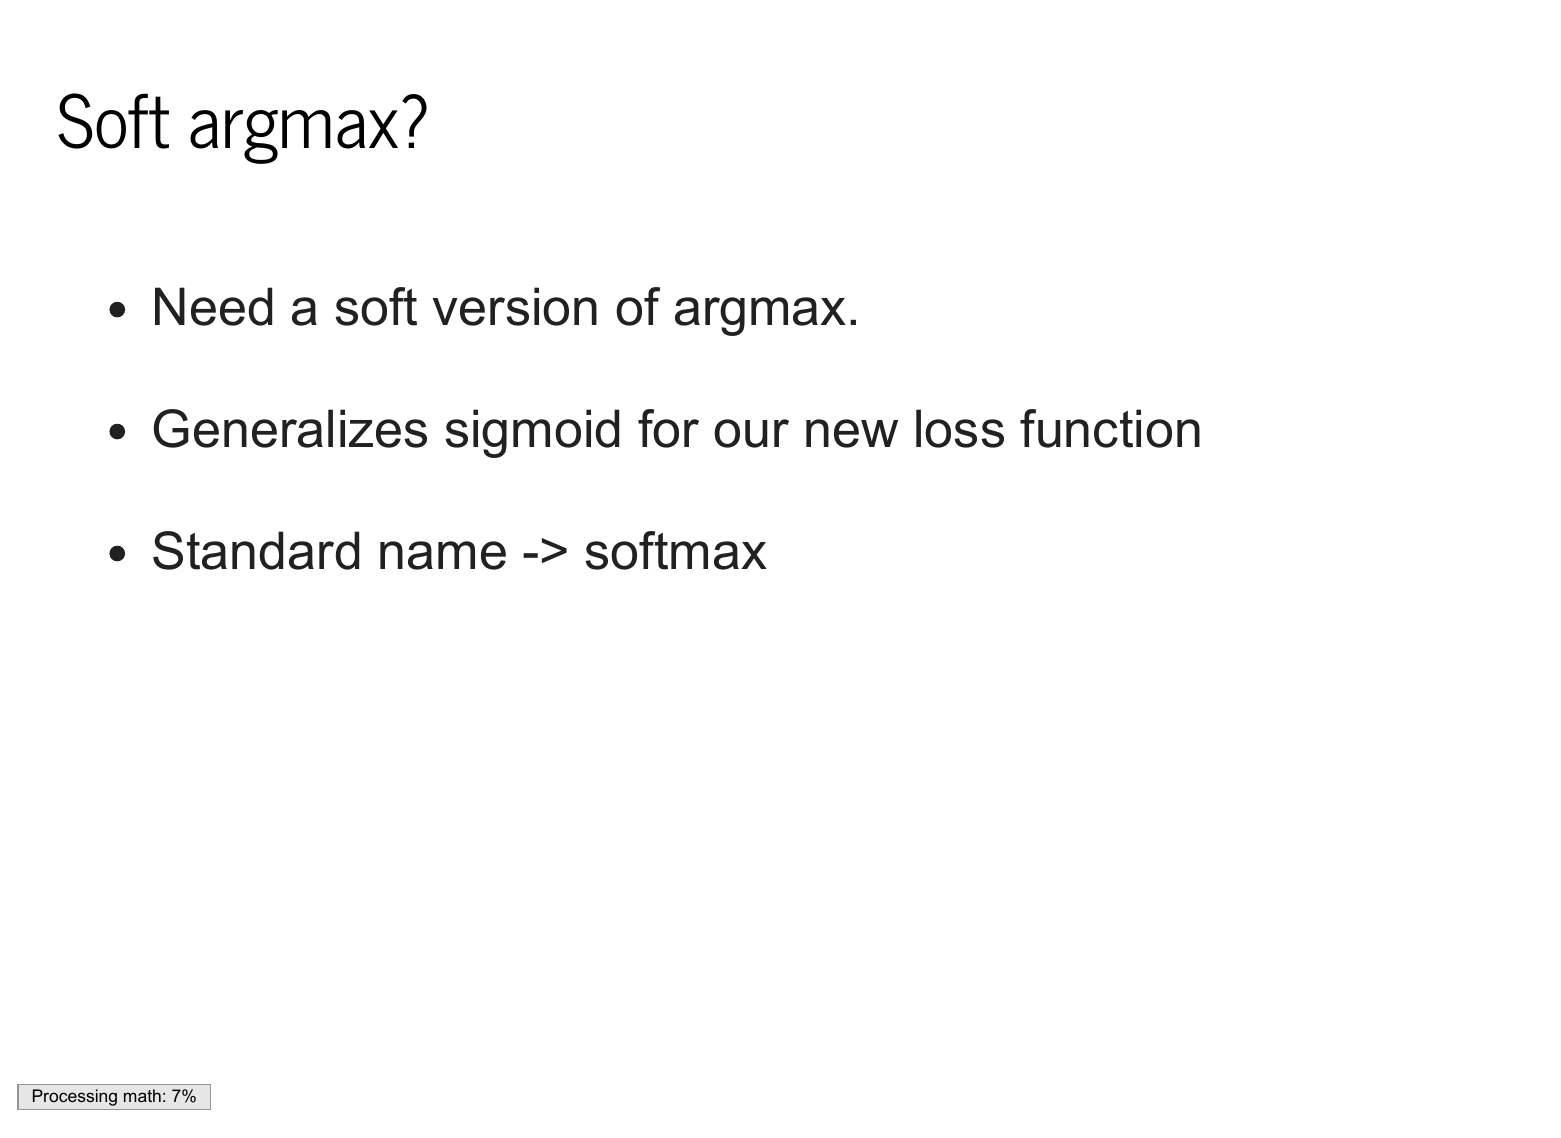 Soft argmax?
• Need a soft version of argmax.
• Generalizes sigmoid for our new loss function
• Standard name -> softmax
Processing math: 7%